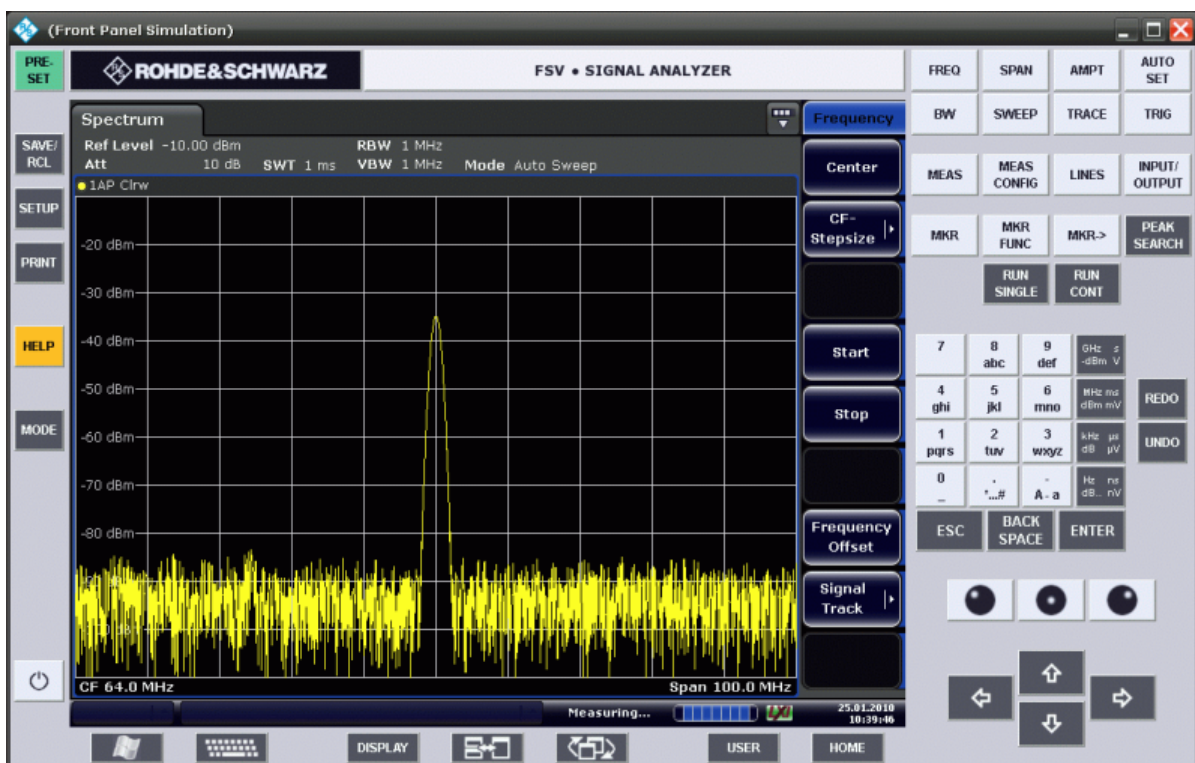 (Front Panel Simulation)
PRE-
SET
ROHDE&SCHWARZ
FSV • SIGNAL ANALYZER
FREQ
SPAN
AMPT
AUTO
SET
Spectrum
Frequency
BW
SWEEP
TRACE
TRIG
SAVE/
RCL
Ref Level -10.00 dBm
RBW 1 MHz
Att 10 dB
SWT 1 ms
VBW 1 MHz
Mode Auto Sweep
1AP Clrw
Center
MEAS
MEAS
CONFIG
LINES
INPUT/
OUTPUT
SETUP
CF-
Stepsize
MKR
MKR
FUNC
MKR->
PEAK
SEARCH
-20 dBm
PRINT
RUN
SINGLE
RUN
CONT
-30 dBm
HELP
-40 dBm
Start
7
8
abc
9
def
GHz s
-dBm V
-50 dBm
4
ghi
5
jkl
6
mno
MHz ms
dBm mV
REDO
Stop
MODE
-60 dBm
1
pqrs
2
tuv
3
wxyz
kHz µs
dB µV
UNDO
-70 dBm
0
_
.
*...#
-
A - a
Hz ns
dB.. nV
-80 dBm
Frequency
Offset
ESC
BACK
SPACE
ENTER
Signal
Track
CF 64.0 MHz
Span 100.0 MHz
Measuring...
LXI
25.01.2010
10:39:46
DISPLAY
USER
HOME